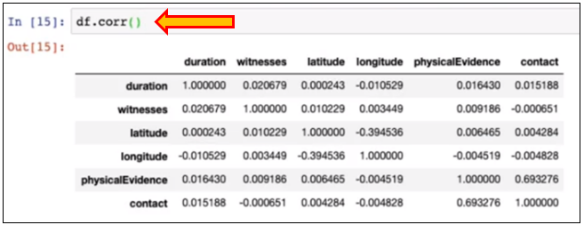 In [15]: df.corr()
Out[15]:
duration witnesses latitude longitude physicalEvidence contact
duration 1.000000 0.020679 0.000243 -0.010529 0.016430 0.015188
witnesses 0.020679 1.000000 0.010229 0.003449 0.009186 -0.000651
latitude 0.000243 0.010229 1.000000 -0.394536 0.006465 0.004284
longitude -0.010529 0.003449 -0.394536 1.000000 -0.004519 -0.004828
physicalEvidence 0.016430 0.009186 0.006465 -0.004519 1.000000 0.693276
contact 0.015188 -0.000651 0.004284 -0.004828 0.693276 1.000000